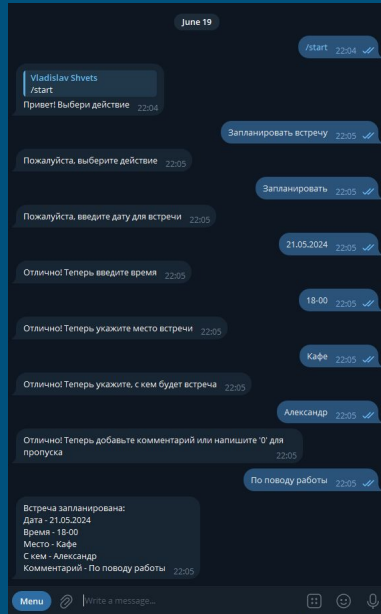 June 19
/start 22:04
Vladislav Shvets
/start
Привет! Выбери действие 22:04
Запланировать встречу 22:05
Пожалуйста, выберите действие 22:05
Запланировать 22:05
Пожалуйста, введите дату для встречи 22:05
21.05.2024 22:05
Отлично! Теперь введите время 22:05
18-00 22:05
Отлично! Теперь укажите место встречи 22:05
Кафе 22:05
Отлично! Теперь укажите, с кем будет встреча 22:05
Александр 22:05
Отлично! Теперь добавьте комментарий или напишите '0' для
пропуска 22:05
По поводу работы 22:05
Встреча запланирована:
Дата - 21.05.2024
Время - 18-00
Место - Кафе
С кем - Александр
Комментарий - По поводу работы 22:05
Menu Write a message...